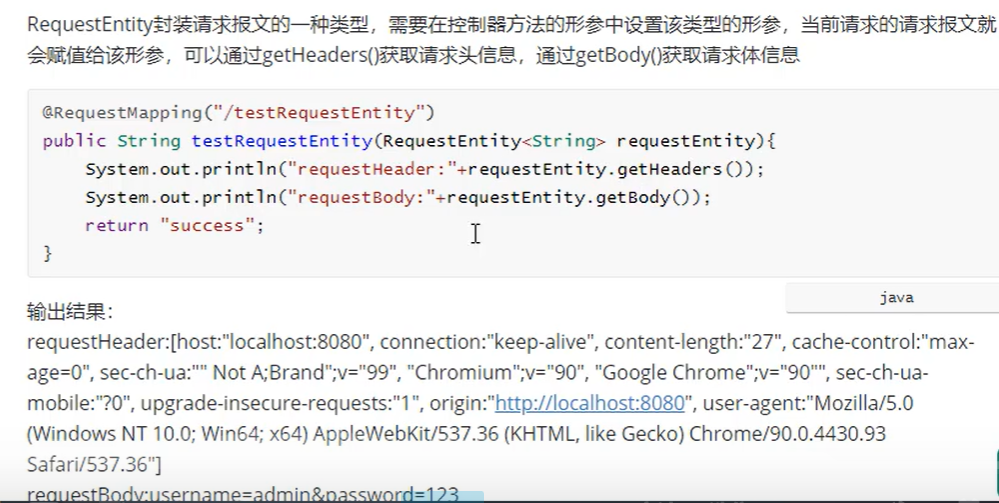 RequestEntity封装请求报文的一种类型，需要在控制器方法的形参中设置该类型的形参，当前请求的请求报文就
会赋值给该形参，可以通过getHeaders()获取请求头信息，通过getBody()获取请求体信息
@RequestMapping("/testRequestEntity")
public String testRequestEntity(RequestEntity<String> requestEntity){
    System.out.println("requestHeader:"+requestEntity.getHeaders());
    System.out.println("requestBody:"+requestEntity.getBody());
    return "success";
}
java
输出结果：
requestHeader:[host:"localhost:8080", connection:"keep-alive", content-length:"27", cache-control:"max-
age=0", sec-ch-ua:"" Not A;Brand";v="99", "Chromium";v="90", "Google Chrome";v="90"", sec-ch-ua-
mobile:"?0", upgrade-insecure-requests:"1", origin:"http://localhost:8080", user-agent:"Mozilla/5.0
(Windows NT 10.0; Win64; x64) AppleWebKit/537.36 (KHTML, like Gecko) Chrome/90.0.4430.93
Safari/537.36"]
requestBody:username=admin&password=123